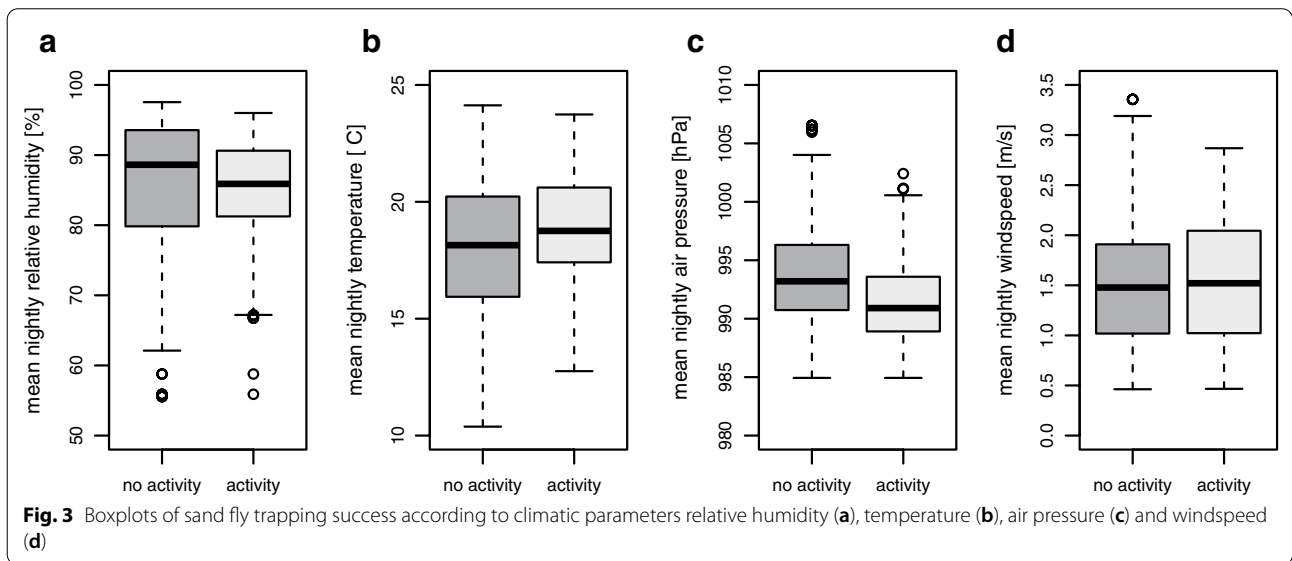 a
b
c
d
mean nightly relative humidity [%]
50
60
70
80
90
100
no activity
activity
mean nightly temperature [ C]
10
15
20
25
no activity
activity
mean nightly air pressure [hPa]
980
985
990
995
1000
1005
1010
no activity
activity
mean nightly windspeed [m/s]
0.0
0.5
1.0
1.5
2.0
2.5
3.0
3.5
no activity
activity
Fig. 3 Boxplots of sand fly trapping success according to climatic parameters relative humidity (a), temperature (b), air pressure (c) and windspeed
(d)